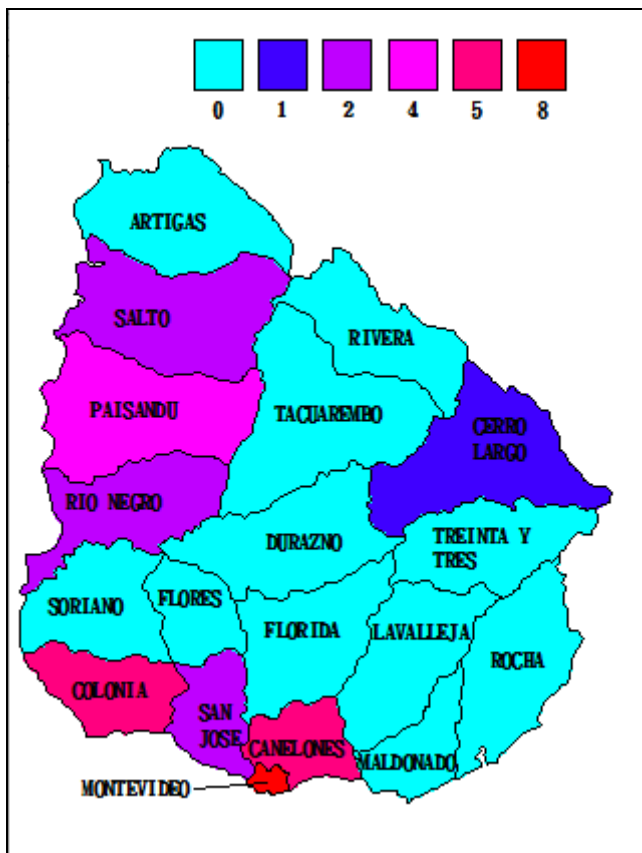 0 1 2 4 5 8
ARTIGAS
SALTO
RIVERA
PAISANDU
TACUAREMBO
CERRO
LARGO
RIO NEGRO
DURAZNO
TREINTA Y
TRES
SORIANO
FLORES
FLORIDA
LAVALLEJA
ROCHA
COLONIA
SAN
JOSE
CANELONES
MALDONADO
MONTEVIDEO